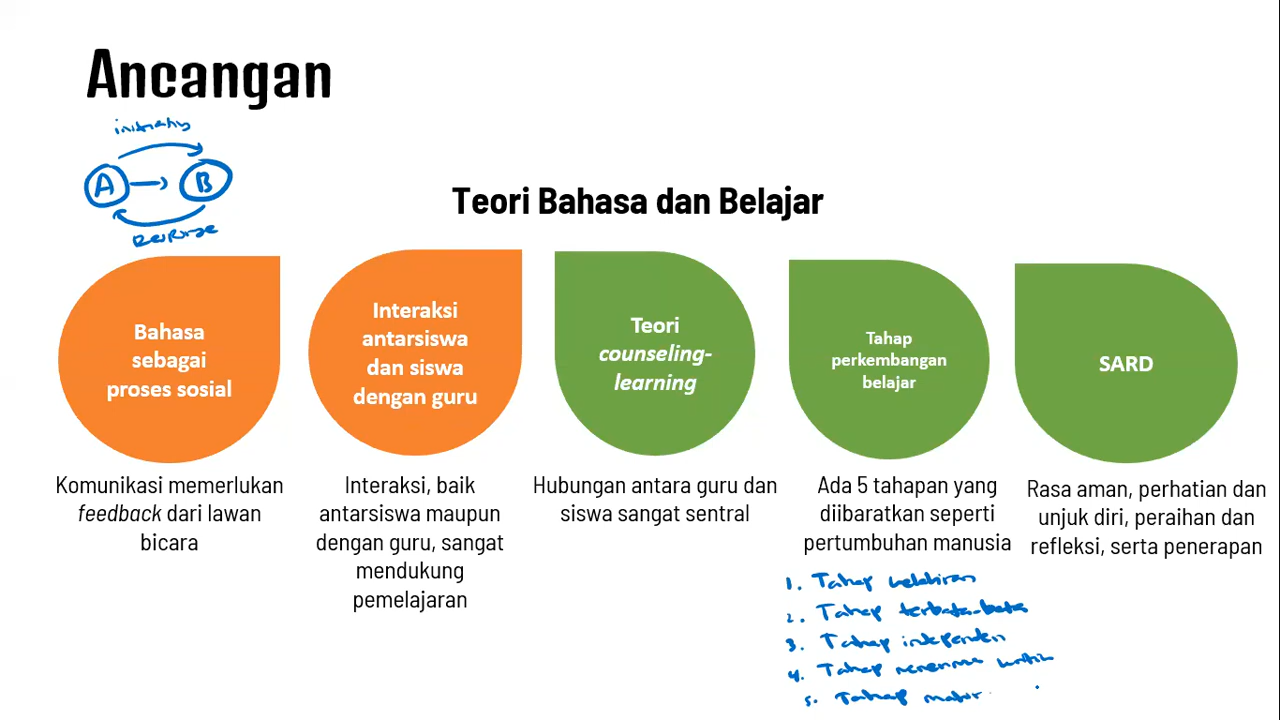 Ancangan
A
B
Teori Bahasa dan Belajar
Bahasa
sebagai
proses sosial
Komunikasi memerlukan
feedback dari lawan
bicara
Interaksi
antarsiswa
dan siswa
dengan guru
Interaksi, baik
antarsiswa maupun
dengan guru, sangat
mendukung
pemelajaran
Teori
counseling-
learning
Hubungan antara guru dan
siswa sangat sentral
Tahap
perkembangan
belajar
Ada 5 tahapan yang
diibaratkan seperti
pertumbuhan manusia
1. Tahap kelahiran
2. Tahap terbata-bata
3. Tahap independen
4. Tahap
5. Tahap
SARD
Rasa aman, perhatian dan
unjuk diri, peraihan dan
refleksi, serta penerapan